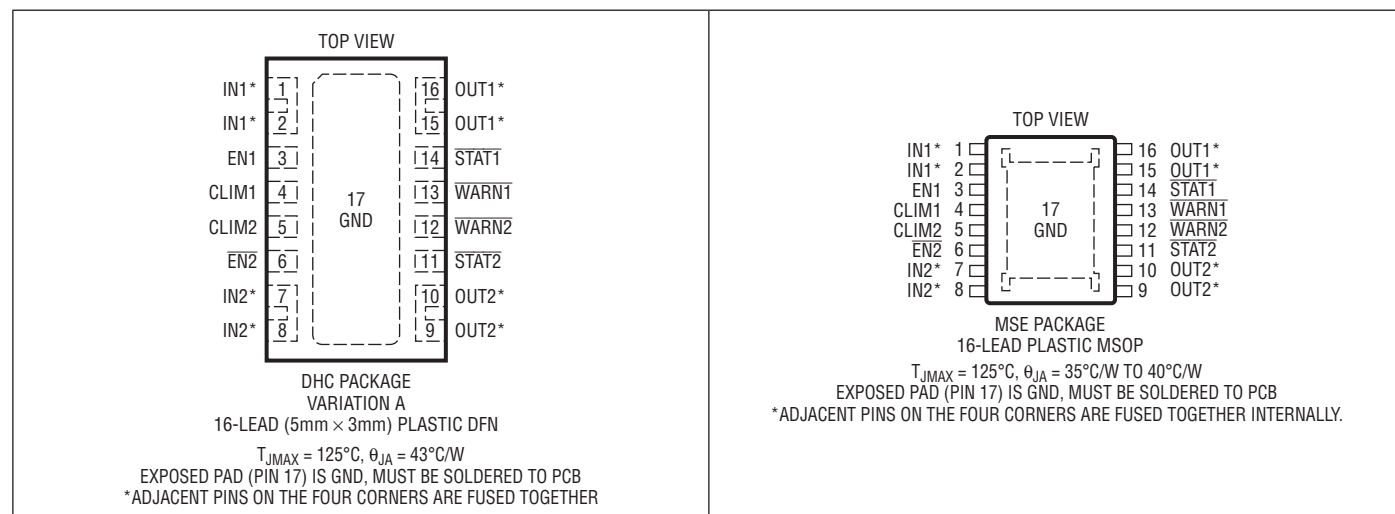 TOP VIEW
IN1* 1 16 OUT1*
IN1* 2 15 OUT1*
EN1 3 14 STAT1
CLIM1 4 13 WARN1
CLIM2 5 12 WARN2
EN2 6 11 STAT2
IN2* 7 10 OUT2*
IN2* 8 9 OUT2*
17
GND
DHC PACKAGE
VARIATION A
16-LEAD (5mm × 3mm) PLASTIC DFN
TJMAX = 125°C, θJA = 43°C/W
EXPOSED PAD (PIN 17) IS GND, MUST BE SOLDERED TO PCB
*ADJACENT PINS ON THE FOUR CORNERS ARE FUSED TOGETHER
TOP VIEW
IN1* 1 16 OUT1*
IN1* 2 15 OUT1*
EN1 3 14 STAT1
CLIM1 4 13 WARN1
CLIM2 5 12 WARN2
EN2 6 11 STAT2
IN2* 7 10 OUT2*
IN2* 8 9 OUT2*
17
GND
MSE PACKAGE
16-LEAD PLASTIC MSOP
TJMAX = 125°C, θJA = 35°C/W TO 40°C/W
EXPOSED PAD (PIN 17) IS GND, MUST BE SOLDERED TO PCB
*ADJACENT PINS ON THE FOUR CORNERS ARE FUSED TOGETHER INTERNALLY.